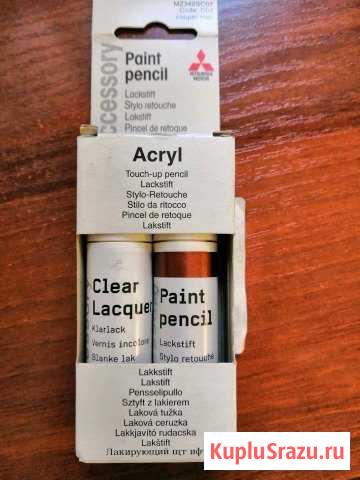 accessory
Paint
pencil
Lackstift
Stylo retouche
Lakstift
Pincel de retoque
MITSUBISHI
MOTORS
Acryl
Touch-up pencil
Lackstift
Stylo-Retouche
Stilo da ritocco
Pincel de retoque
Lakstift
Clear
Lacquer
Klarlack
Vernis incolore
Blanke lak
Paint
pencil
Lackstift
Stylo retouche
Lakkstift
Lakstift
Pensselipullo
Sztyft z lakierem
Laková tužka
Laková ceruzka
Lakkjavító rudacska
Lakštift
Лакирующий
KupluSrazu.ru